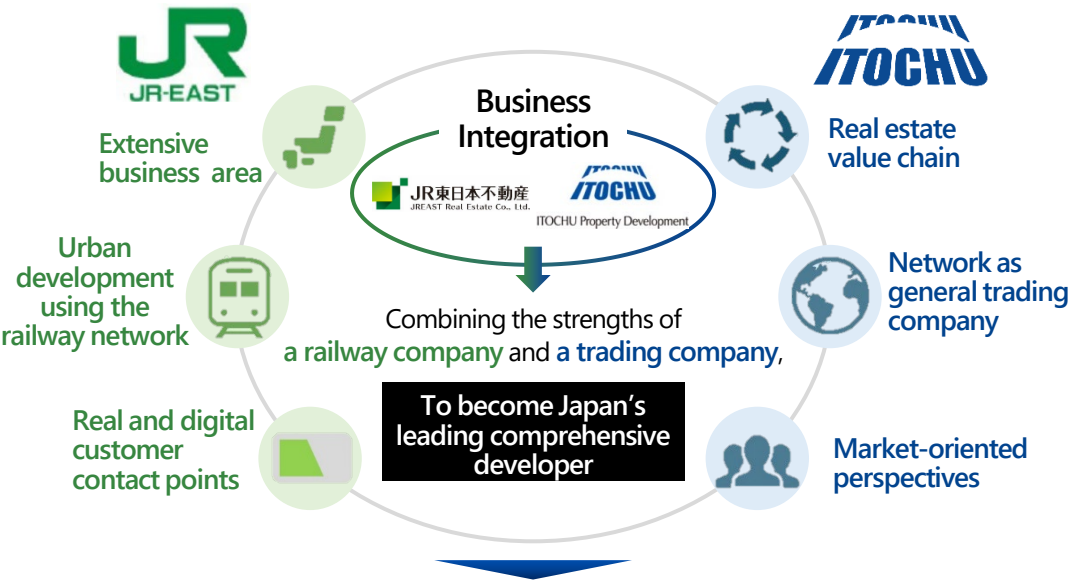 JR
JR-EAST
ITOCHU
ITOCHU
Business
Integration
JR東日本不動産
JREAST Real Estate Co., Ltd.
ITOCHU
ITOCHU
ITOCHU Property Development
Extensive
business area
Urban
development
using the
railway network
Real and digital
customer
contact points
Real estate
value chain
Network as
general trading
company
Market-oriented
perspectives
Combining the strengths of
a railway company and a trading company,
To become Japan’s
leading comprehensive
developer